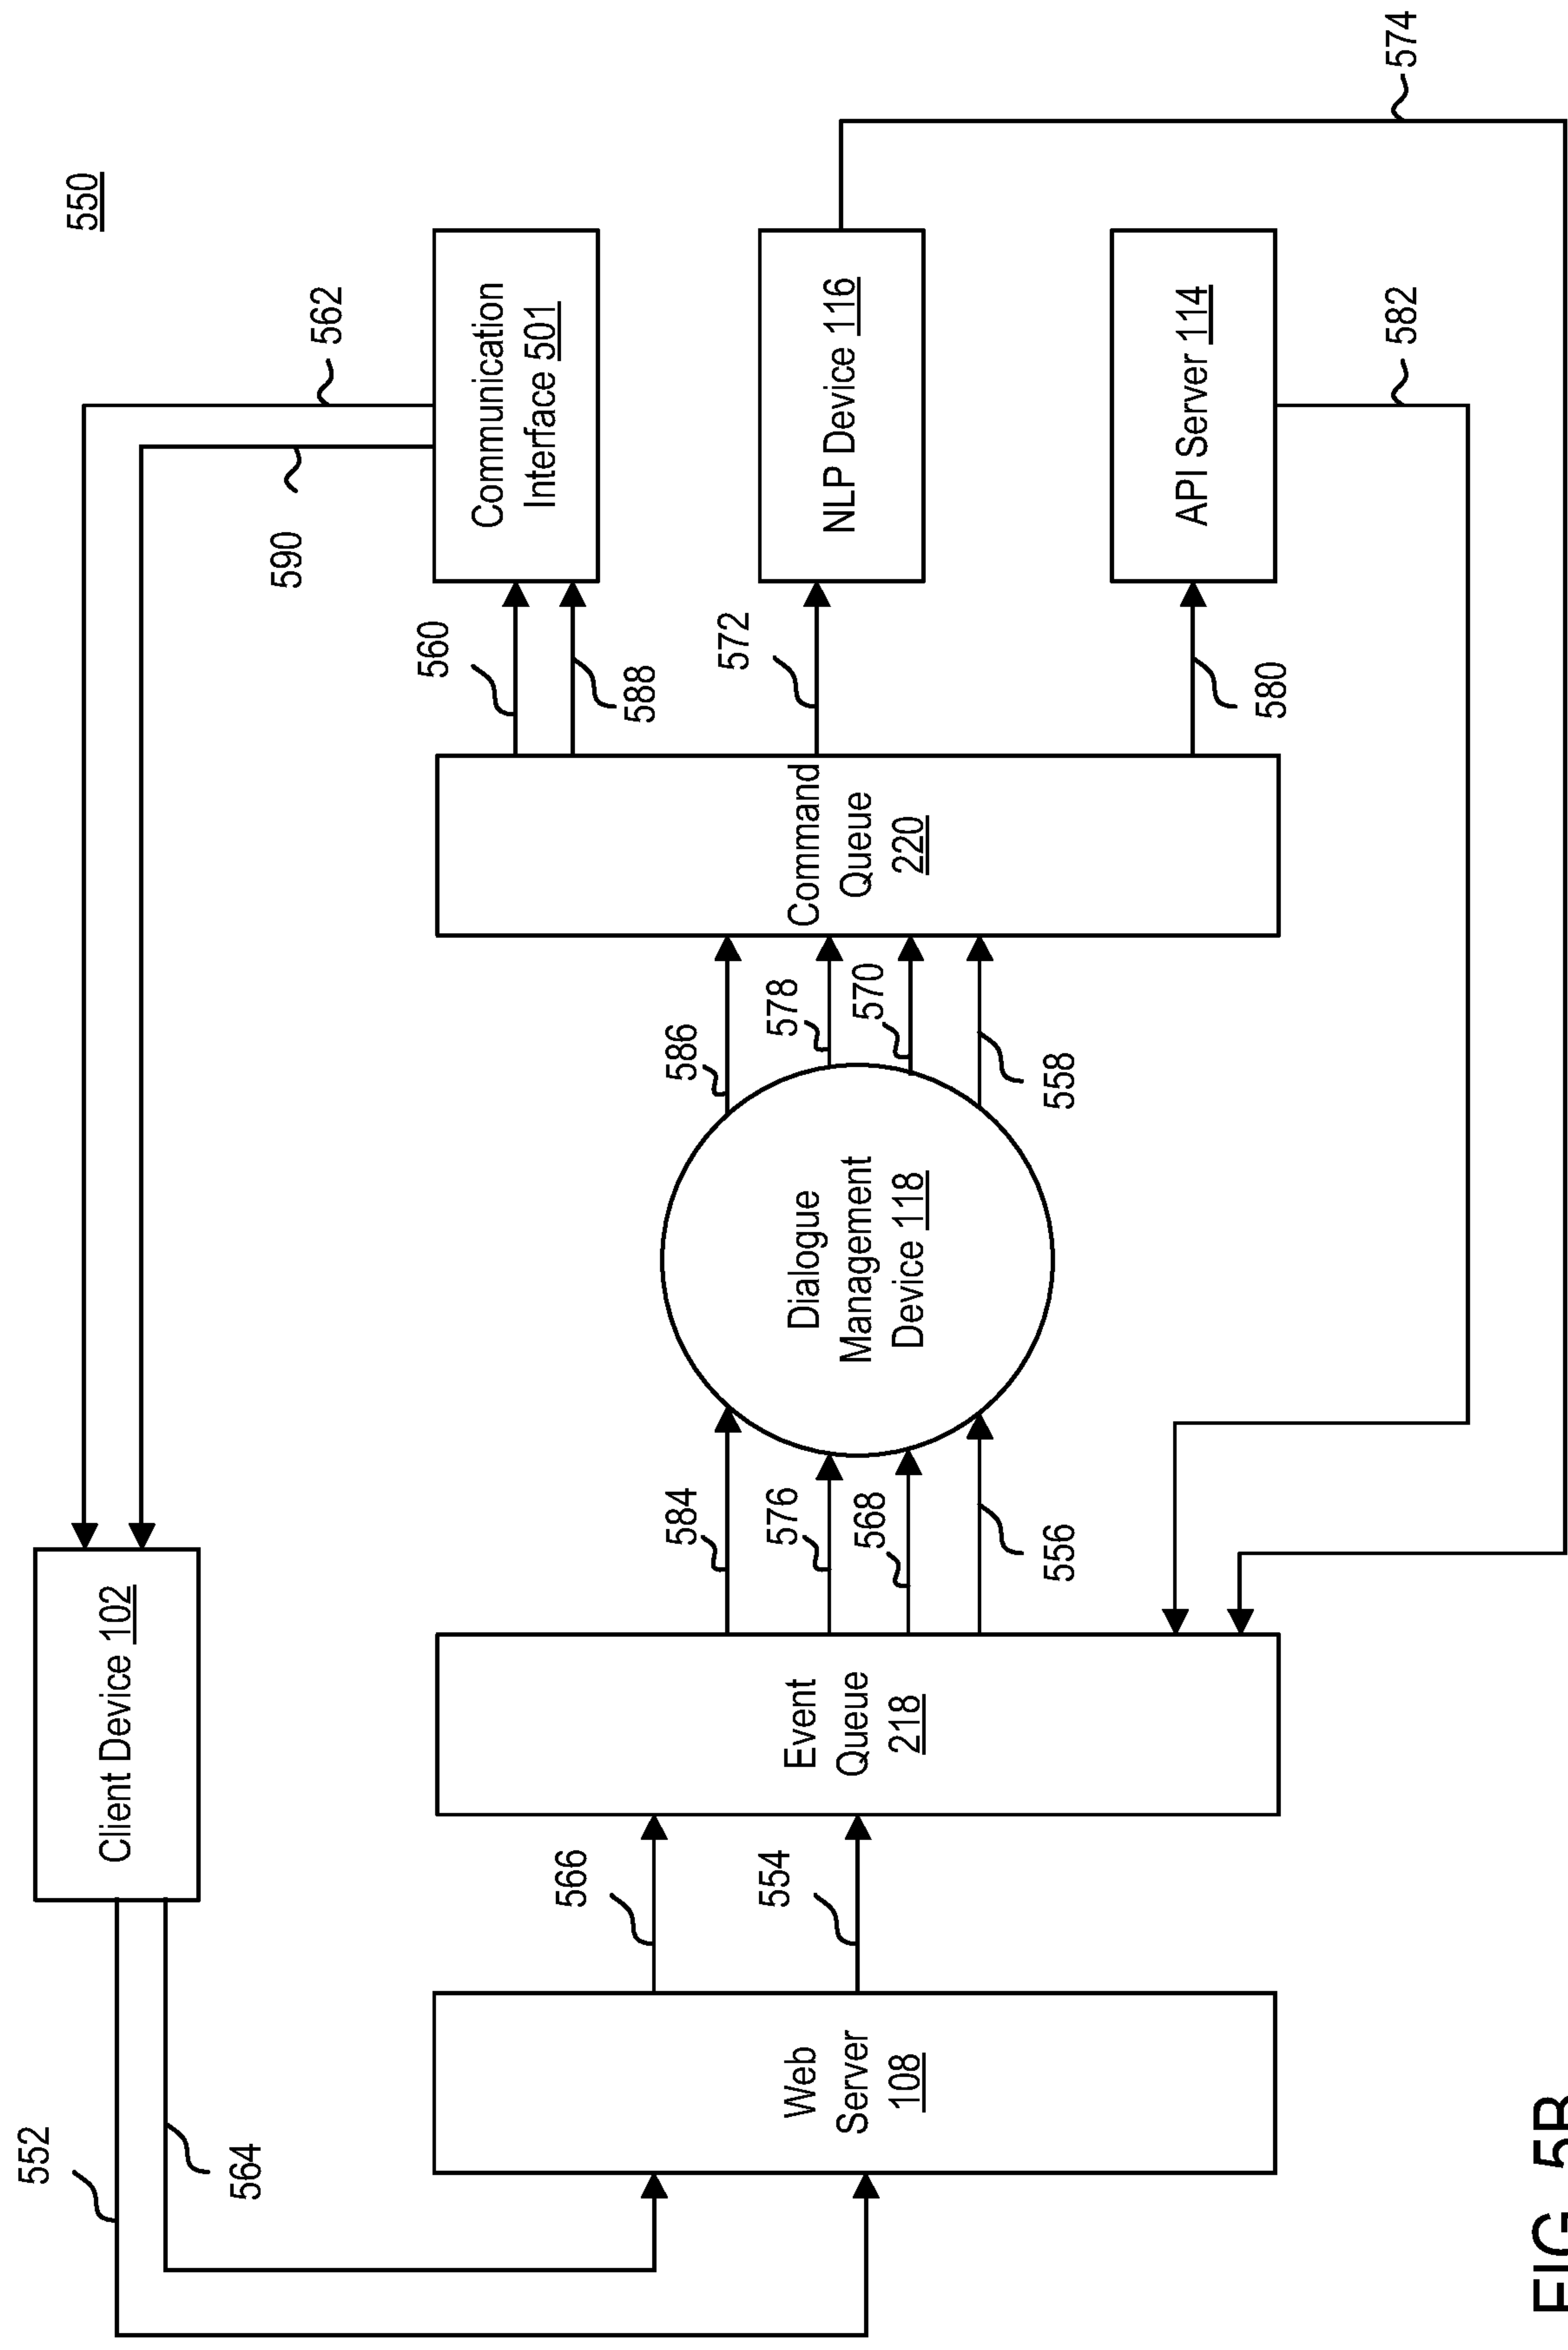 550
Client Device 102
552
564
562
590
Communication
Interface 501
560
588
586
584
566
554
Web
Server
108
Event
Queue
218
576
568
556
Dialogue
Management
Device 118
578
570
558
Command
Queue
220
572
NLP Device 116
580
API Server 114
582
574
FIG. 5B